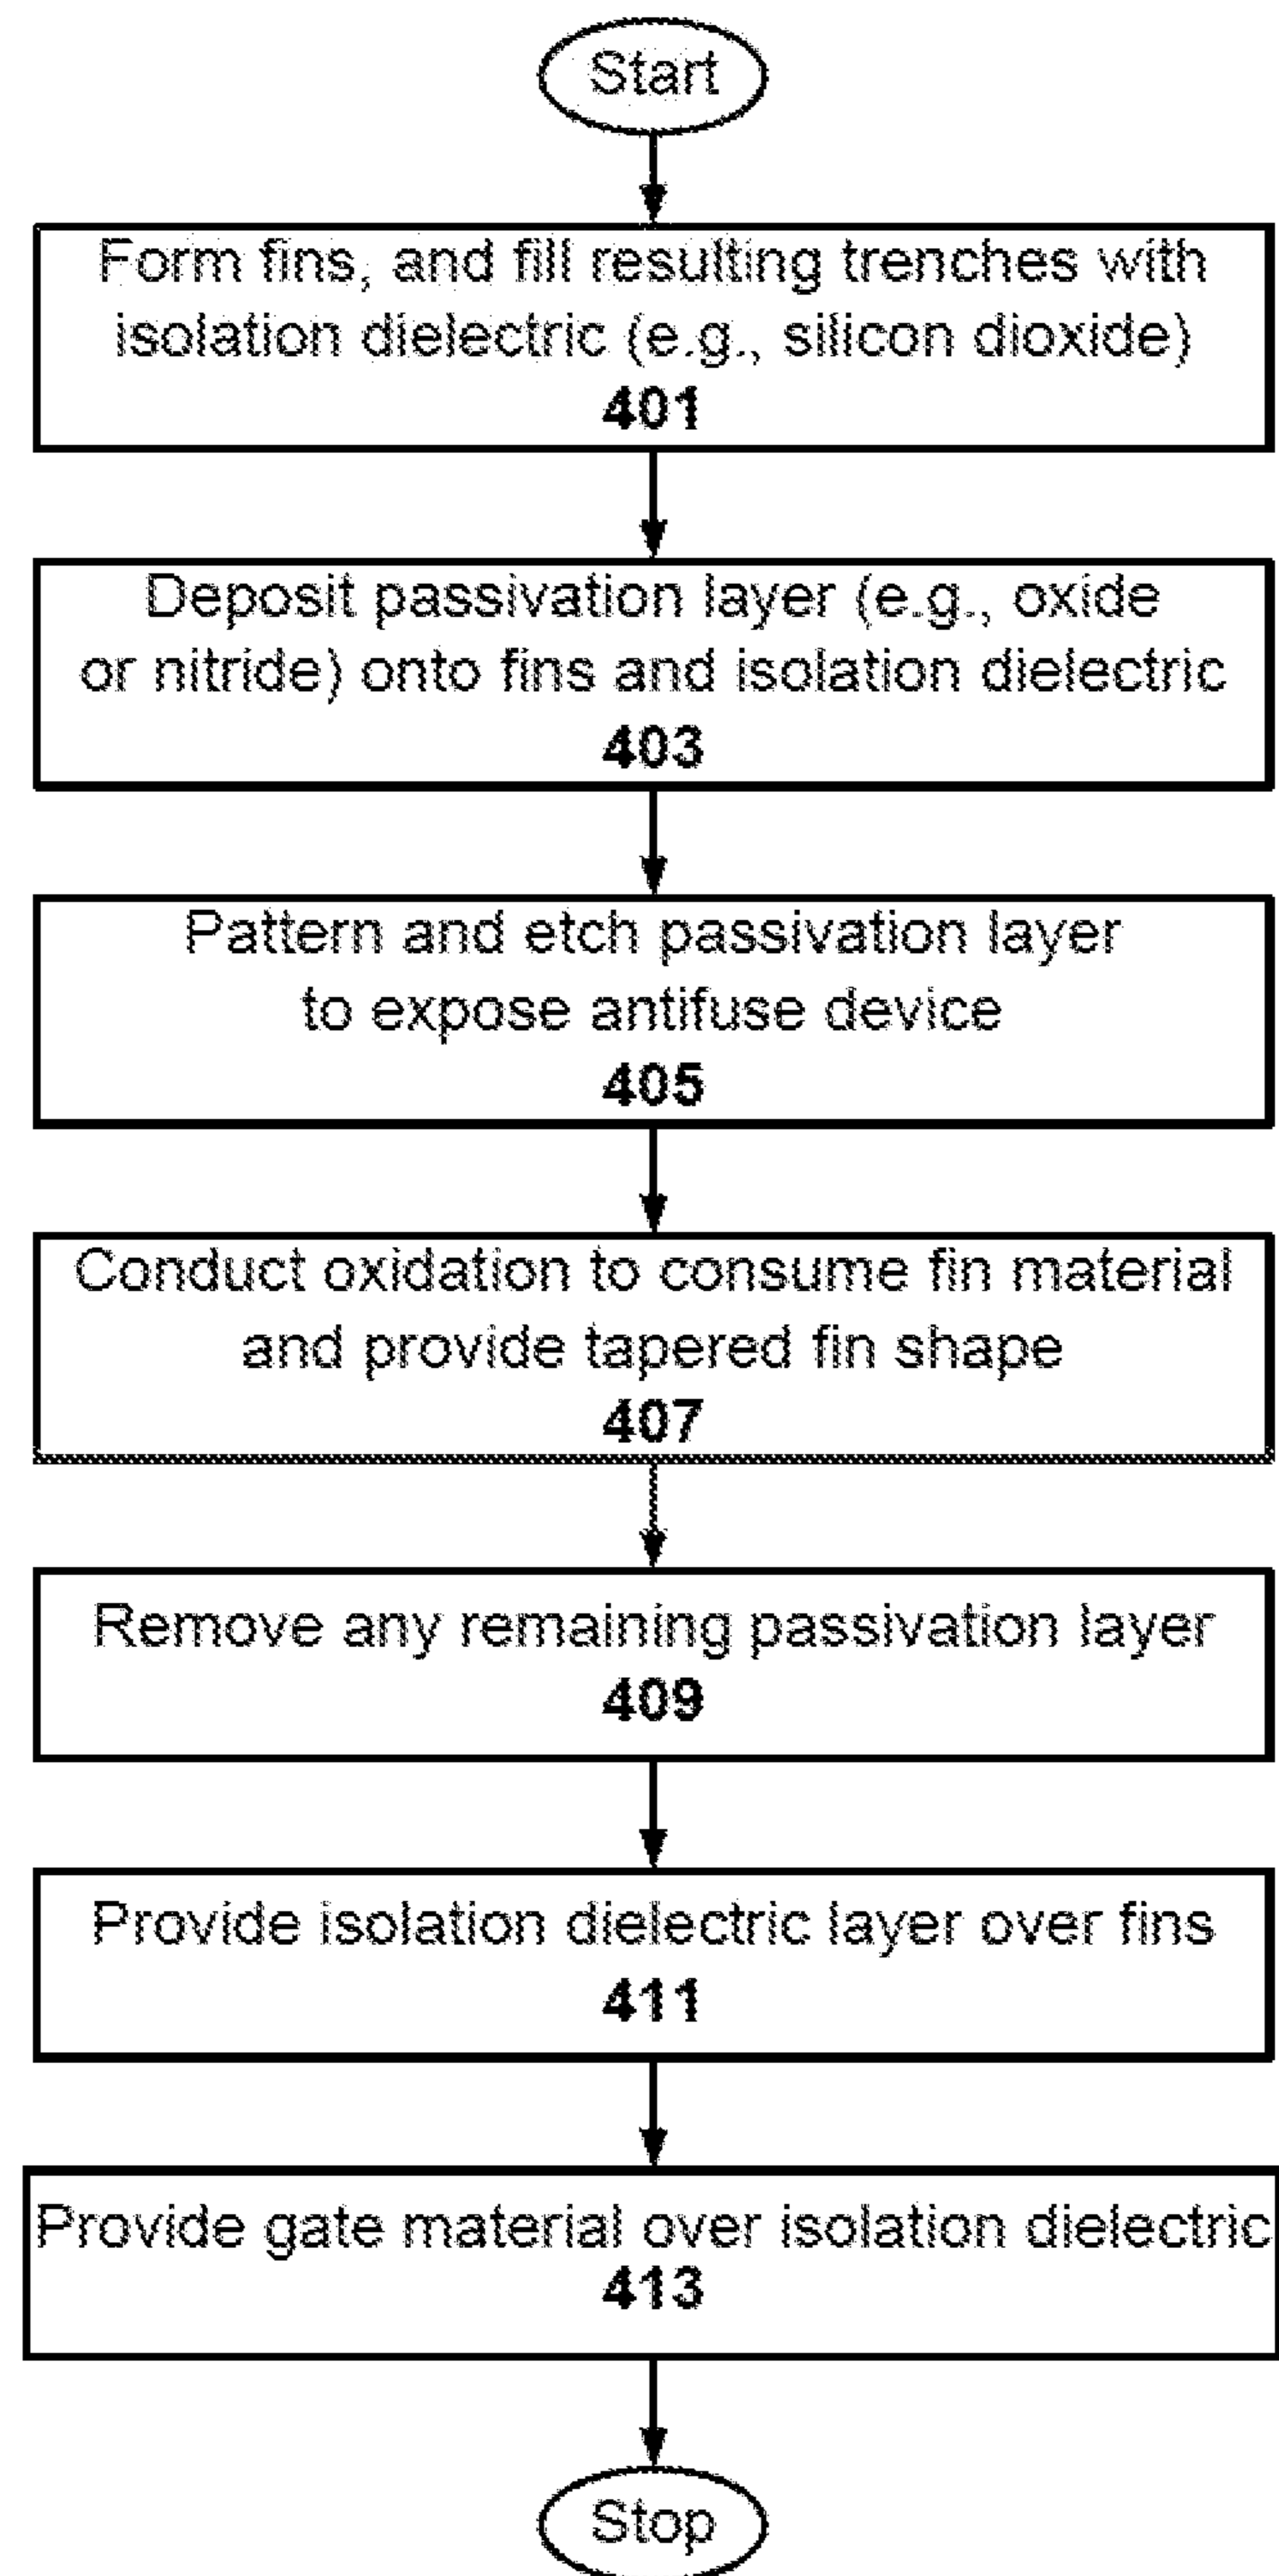 Start
Form fins, and fill resulting trenches with
isolation dielectric (e.g., silicon dioxide)
401
Deposit passivation layer (e.g., oxide
or nitride) onto fins and isolation dielectric
403
Pattern and etch passivation layer
to expose antifuse device
405
Conduct oxidation to consume fin material
and provide tapered fin shape
407
Remove any remaining passivation layer
409
Provide isolation dielectric layer over fins
411
Provide gate material over isolation dielectric
413
Stop